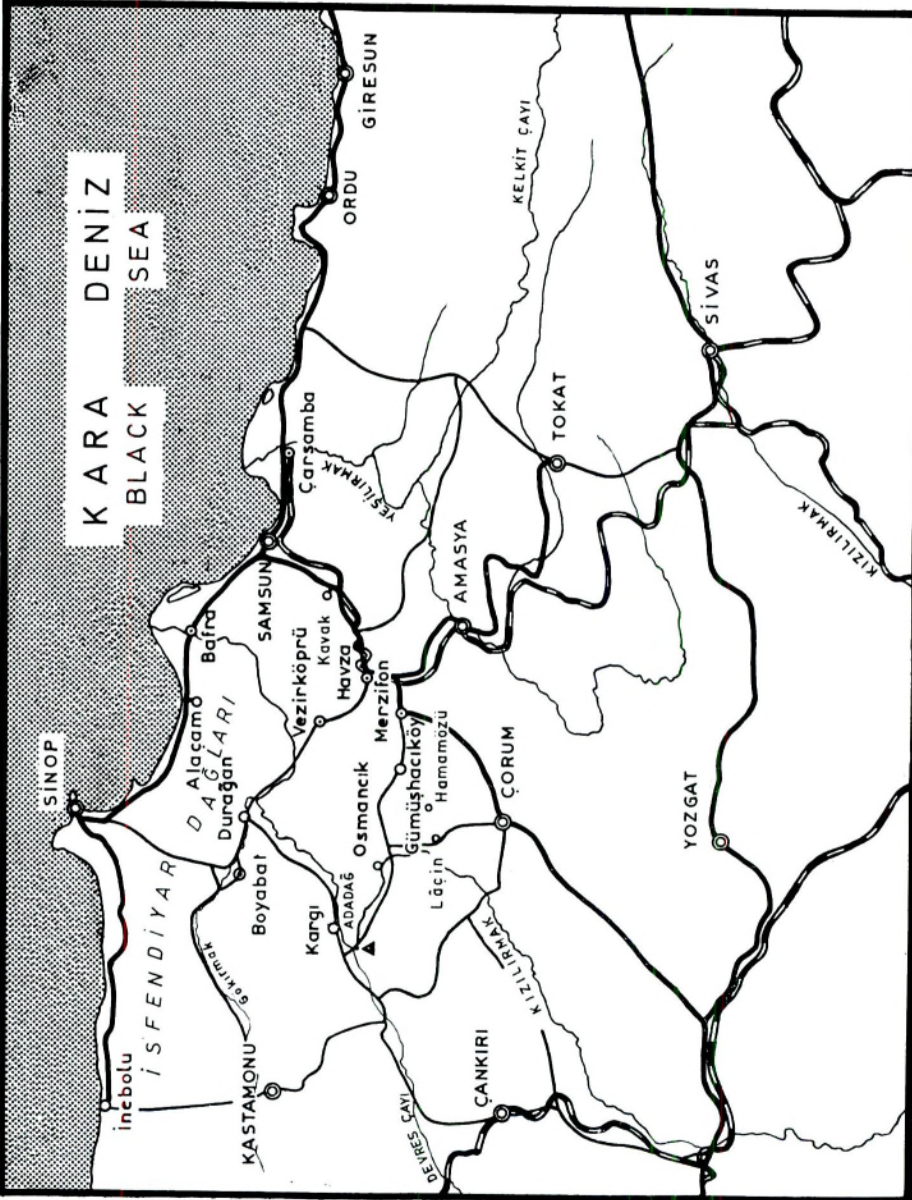 KARA DENİZ
BLACK SEA
SİNOP
İnebolu
İSFENDİYAR
DAĞLARI
Alaçam
Bafra
SAMSUN
Çarşamba
ORDU
GİRESUN
Durağan
Boyabat
Gökırmak
KASTAMONU
Vezirköprü
Kavak
Havza
YEŞİLIRMAK
KELKİT ÇAYI
Kargı
ADADAĞ
Osmancık
Merzifon
Gümüşhacıköy
Hamamözü
Lâçin
AMASYA
TOKAT
DEVRES ÇAYI
ÇANKIRI
KIZILIRMAK
ÇORUM
SİVAS
YOZGAT
KIZILIRMAK